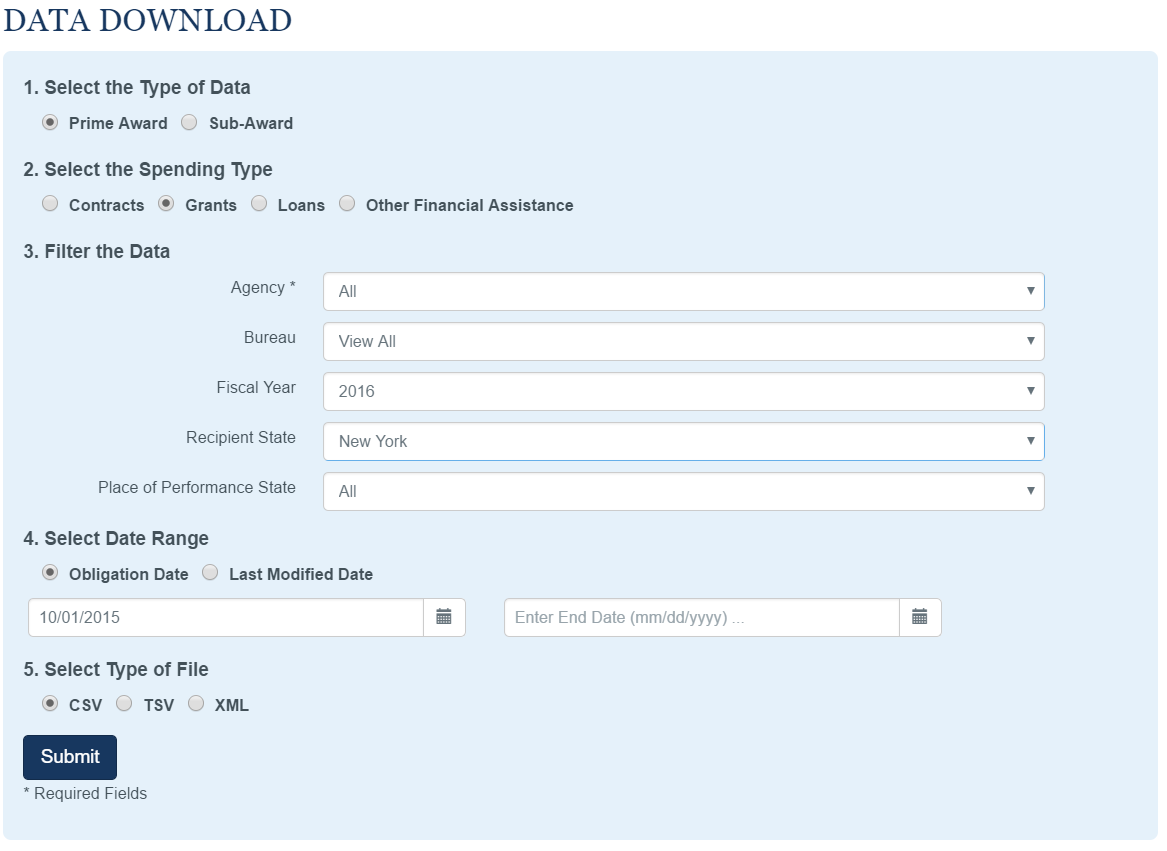 DATA DOWNLOAD
1. Select the Type of Data
Prime Award Sub-Award
2. Select the Spending Type
Contracts Grants Loans Other Financial Assistance
3. Filter the Data
Agency * All
Bureau View All
Fiscal Year 2016
Recipient State New York
Place of Performance State All
4. Select Date Range
Obligation Date Last Modified Date
10/01/2015 Enter End Date (mm/dd/yyyy) ...
5. Select Type of File
CSV TSV XML
Submit
* Required Fields